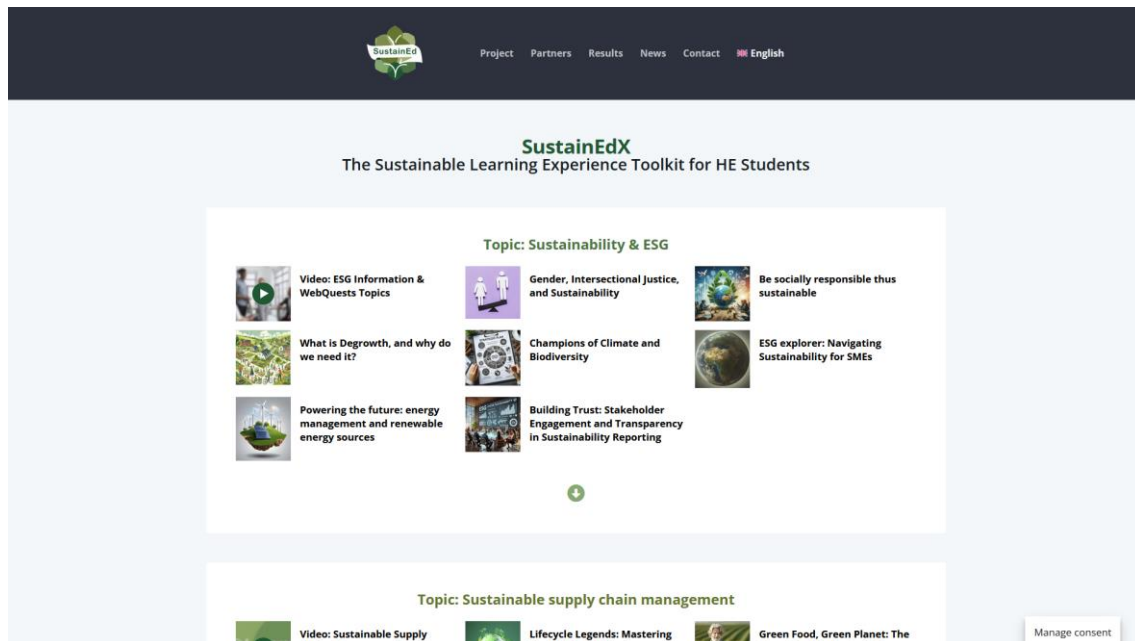 SustainEd
Project Partners Results News Contact English
SustainEdX
The Sustainable Learning Experience Toolkit for HE Students
Topic: Sustainability & ESG
Video: ESG Information &
WebQuests Topics
Gender, Intersectional Justice,
and Sustainability
Be socially responsible thus
sustainable
What is Degrowth, and why do
we need it?
Champions of Climate and
Biodiversity
ESG explorer: Navigating
Sustainability for SMEs
Powering the future: energy
management and renewable
energy sources
Building Trust: Stakeholder
Engagement and Transparency
in Sustainability Reporting
Topic: Sustainable supply chain management
Video: Sustainable Supply
Lifecycle Legends: Mastering
Green Food, Green Planet: The
Manage consent